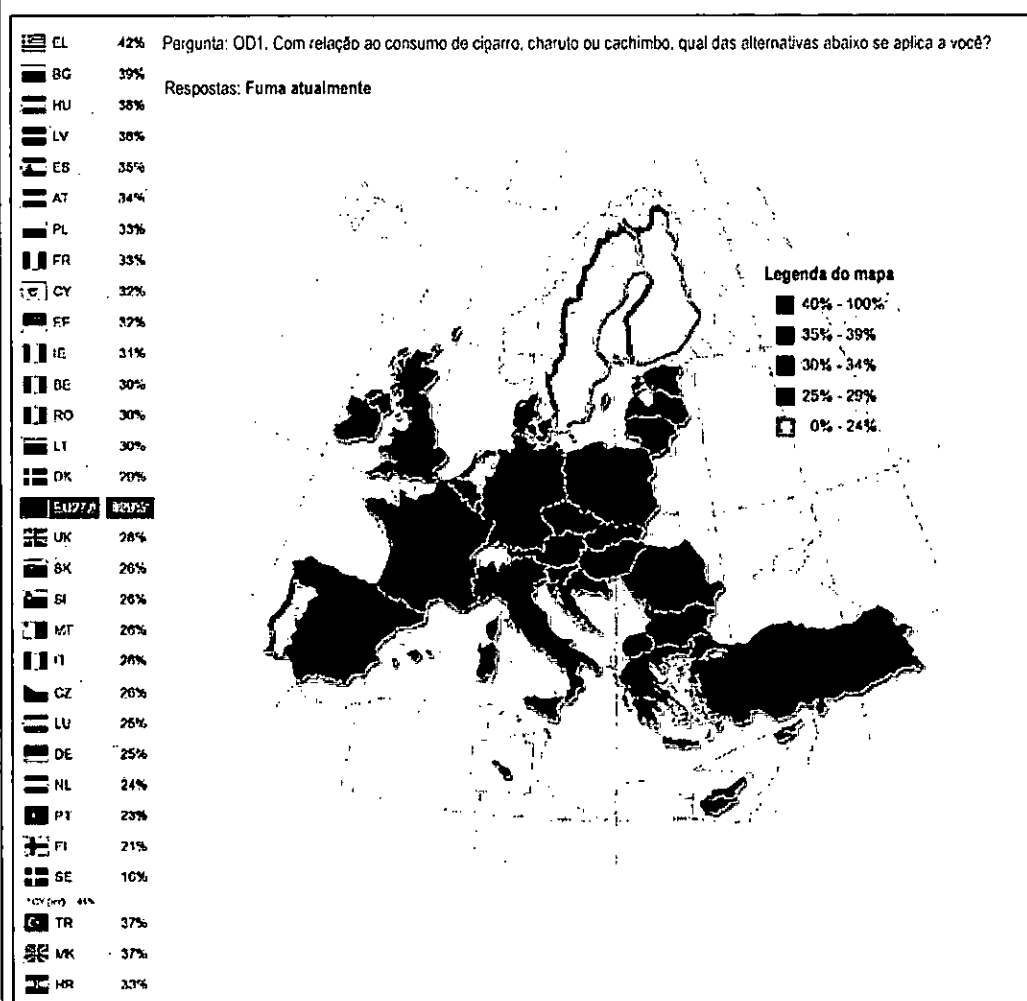 Pergunta: OD1. Com relação ao consumo de ciparro, charuto ou cachimbo, qual das alternativas abaixo se aplica a você?
Respostas: Fuma atualmente
EL 42%
BG 39%
HU 38%
LV 36%
ES 35%
AT 34%
PL 33%
FR 33%
CY 32%
EE 32%
IE 31%
BE 30%
RO 30%
LT 30%
DK 29%
UK 28%
SK 26%
SI 26%
MT 26%
IT 26%
CZ 26%
LU 25%
DE 25%
NL 24%
PT 23%
FI 21%
SE 16%
TR 37%
MK 37%
HR 33%
Legenda do mapa
40% - 100%
35% - 39%
30% - 34%
25% - 29%
0% - 24%